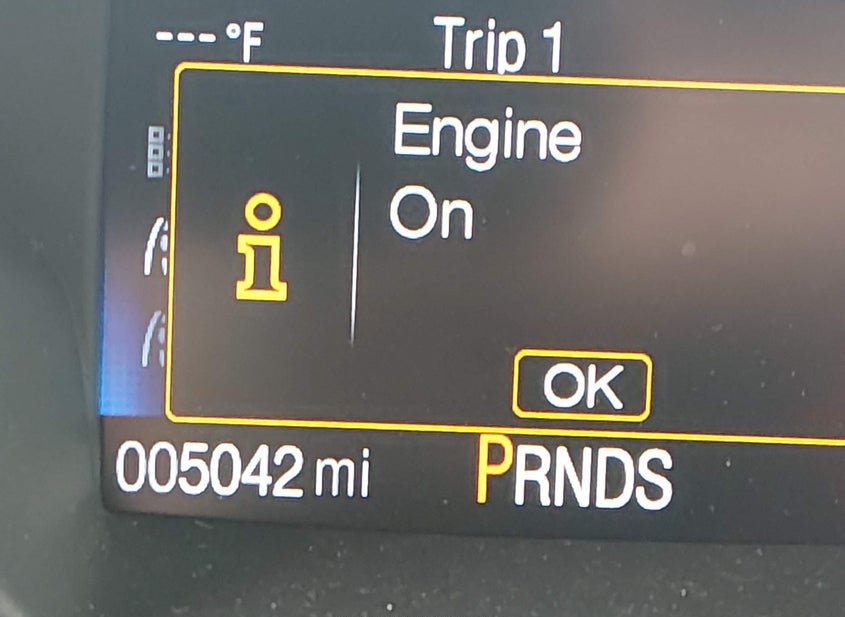 ---°F Trip 1
Engine
On
OK
005042 mi PRNDS